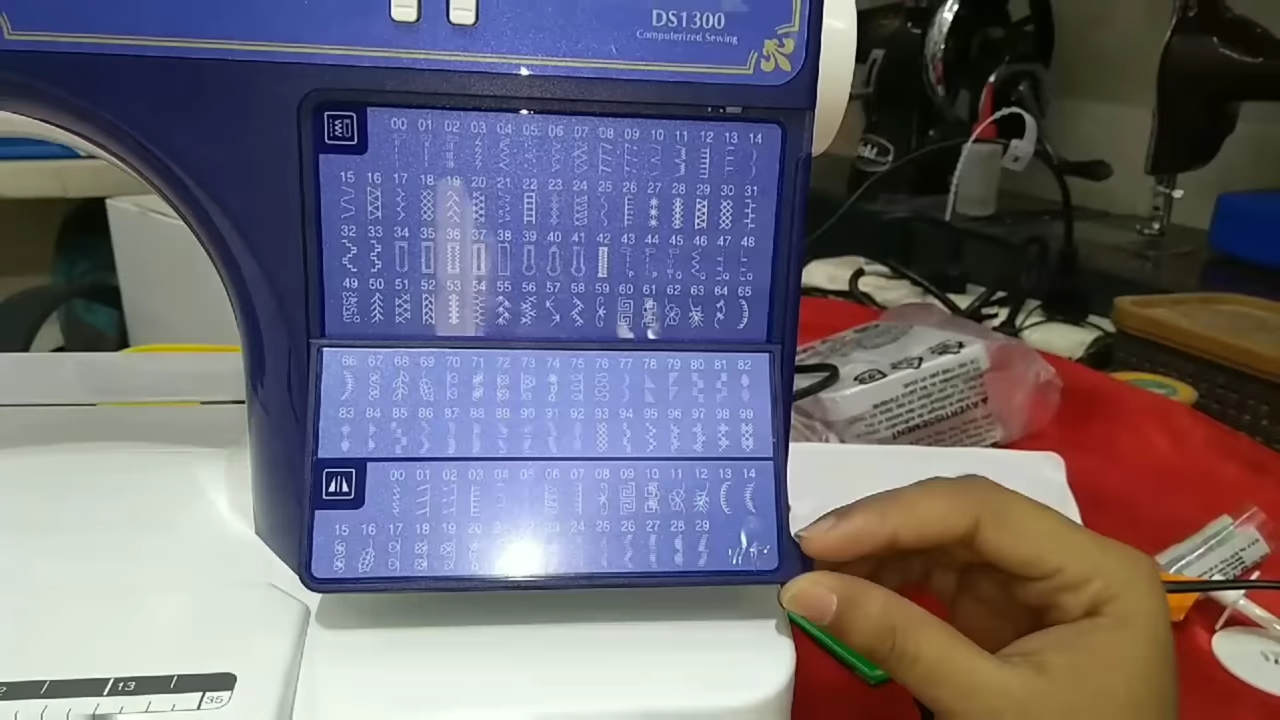 DS1300
Computerized Sewing
00 01 02 03 04 05 06 07 08 09 10 11 12 13 14
15 16 17 18 19 20 21 22 23 24 25 26 27 28 29 30 31
32 33 34 35 36 37 38 39 40 41 42 43 44 45 46 47 48
49 50 51 52 53 54 55 56 57 58 59 60 61 62 63 64 65
66 67 68 69 70 71 72 73 74 75 76 77 78 79 80 81 82
83 84 85 86 87 88 89 90 91 92 93 94 95 96 97 98 99
00 01 02 03 04 05 06 07 08 09 10 11 12 13 14
15 16 17 18 19 20 24 25 26 27 28 29
AVERTISSEMENT
13
35